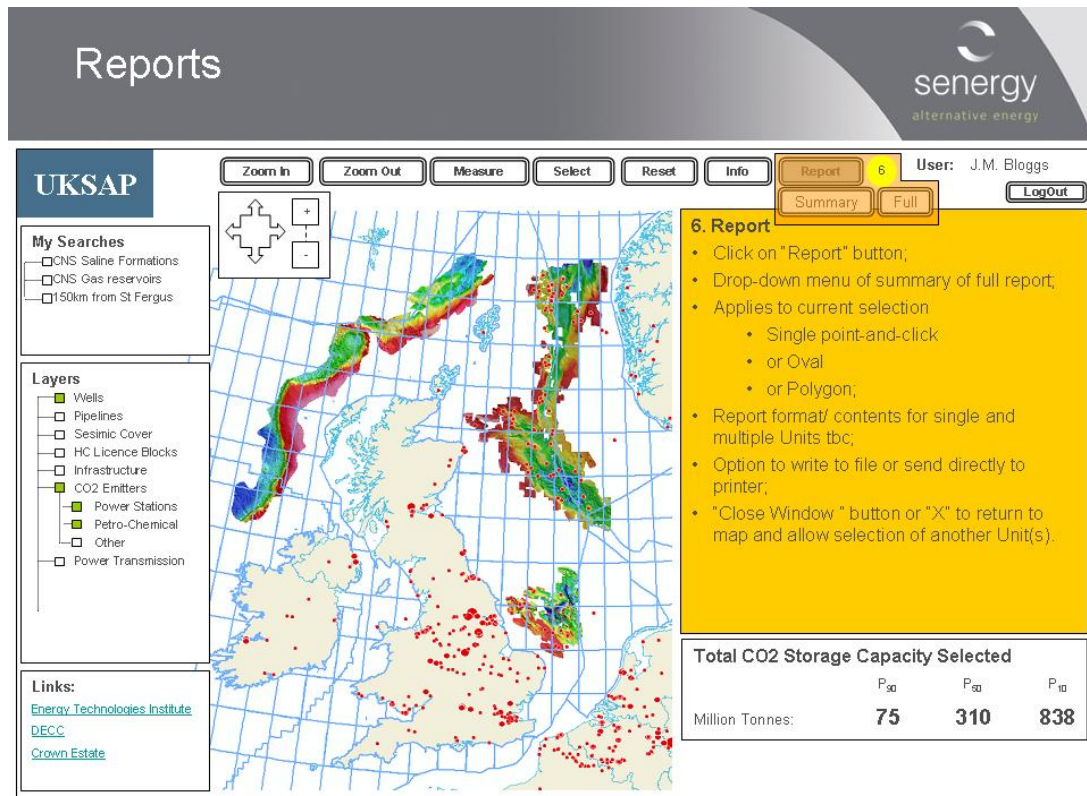 Reports
senergy
alternative energy
UKSAP
Zoom In
Zoom Out
Measure
Select
Reset
Info
Report
6
User: J.M. Bloggs
Summary
Full
LogOut
+
-
My Searches
CNS Saline Formations
CNS Gas reservoirs
150km from St Fergus
Layers
Wells
Pipelines
Sesimic Cover
HC Licence Blocks
Infrastructure
CO2 Emitters
Power Stations
Petro-Chemical
Other
Power Transmission
Links:
Energy Technologies Institute
DECC
Crown Estate
6. Report
• Click on "Report" button;
• Drop-down menu of summary of full report;
• Applies to current selection
• Single point-and-click
• or Oval
• or Polygon;
• Report format/ contents for single and
multiple Units tbc;
• Option to write to file or send directly to
printer;
• "Close Window " button or "X" to return to
map and allow selection of another Unit(s).
Total CO2 Storage Capacity Selected
P90 P50 P10
Million Tonnes: 75 310 838